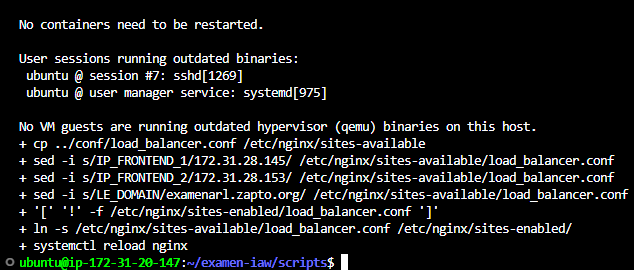 No containers need to be restarted.
User sessions running outdated binaries:
ubuntu @ session #7: sshd[1269]
ubuntu @ user manager service: systemd[975]
No VM guests are running outdated hypervisor (qemu) binaries on this host.
+ cp ../conf/load_balancer.conf /etc/nginx/sites-available
+ sed -i s/IP_FRONTEND_1/172.31.28.145/ /etc/nginx/sites-available/load_balancer.conf
+ sed -i s/IP_FRONTEND_2/172.31.28.153/ /etc/nginx/sites-available/load_balancer.conf
+ sed -i s/LE_DOMAIN/examenarl.zapto.org/ /etc/nginx/sites-available/load_balancer.conf
+ '[' '!' -f /etc/nginx/sites-enabled/load_balancer.conf ']'
+ ln -s /etc/nginx/sites-available/load_balancer.conf /etc/nginx/sites-enabled/
+ systemctl reload nginx
ubuntu@ip-172-31-20-147:~/examen-iaw/scripts$